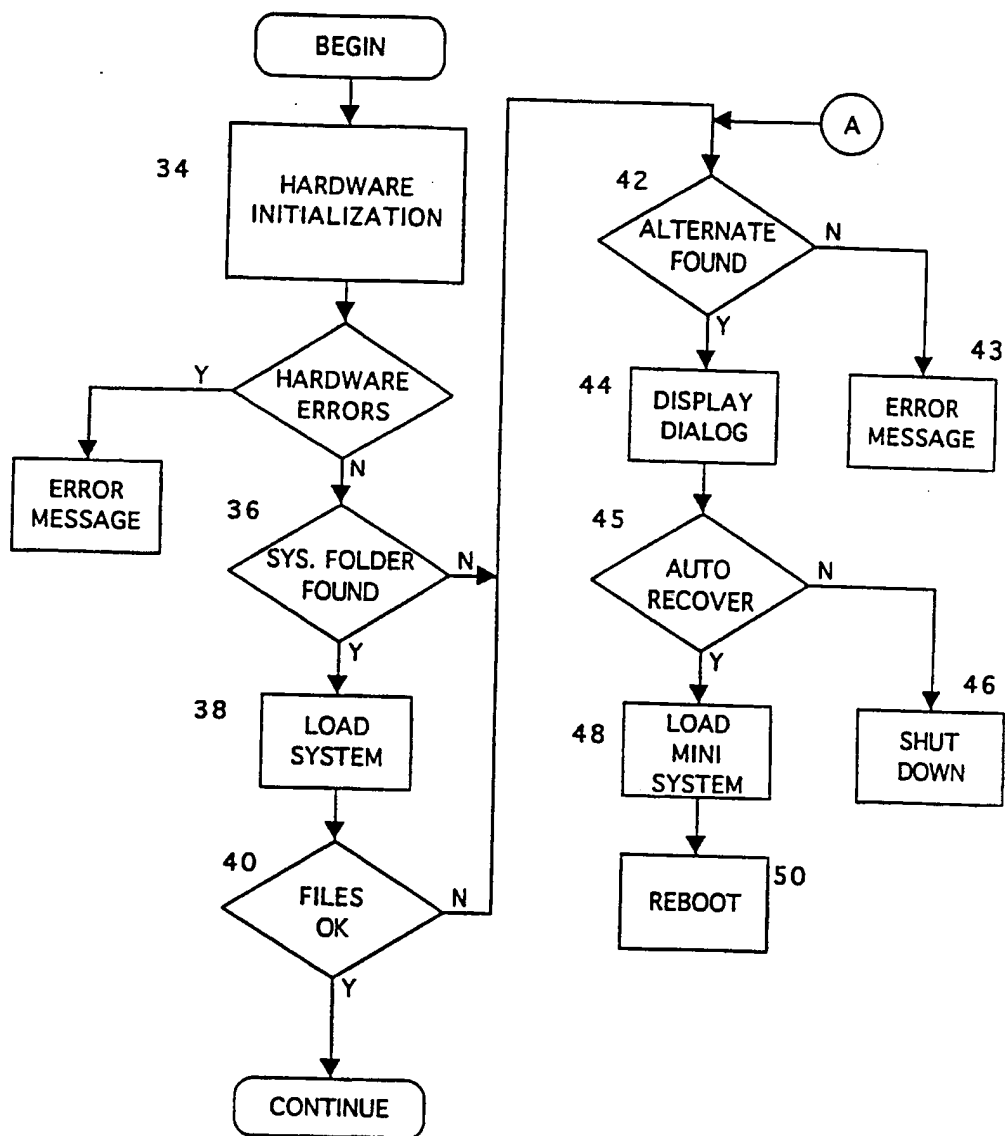 BEGIN
34
HARDWARE
INITIALIZATION
Y
HARDWARE
ERRORS
N
ERROR
MESSAGE
36
SYS. FOLDER
FOUND
N
Y
38
LOAD
SYSTEM
40
FILES
OK
N
Y
CONTINUE
A
42
ALTERNATE
FOUND
N
Y
43
ERROR
MESSAGE
44
DISPLAY
DIALOG
45
AUTO
RECOVER
N
Y
46
SHUT
DOWN
48
LOAD
MINI
SYSTEM
50
REBOOT